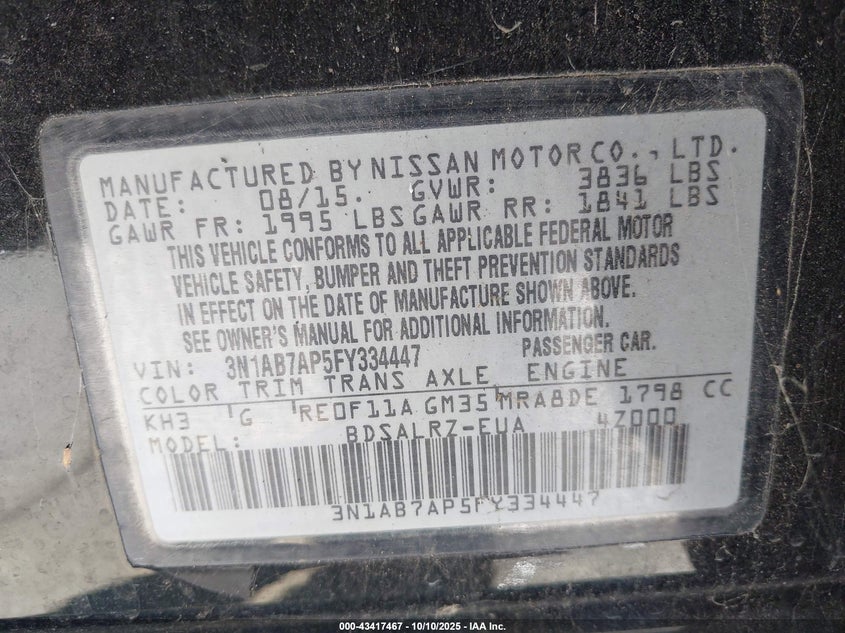 MANUFACTURED BY NISSAN MOTOR CO., LTD.
DATE: 08/15. GVWR: 3836 LBS
GAWR FR: 1995 LBS GAWR RR: 1841 LBS
THIS VEHICLE CONFORMS TO ALL APPLICABLE FEDERAL MOTOR
VEHICLE SAFETY, BUMPER AND THEFT PREVENTION STANDARDS
IN EFFECT ON THE DATE OF MANUFACTURE SHOWN ABOVE.
SEE OWNER'S MANUAL FOR ADDITIONAL INFORMATION.
VIN: 3N1AB7AP5FY334447 PASSENGER CAR.
COLOR TRIM TRANS AXLE ENGINE
KH3 G RE0F11A GM35 MRA8DE 1798 CC
MODEL: BDSALRZ-EUA 4Z000
3N1AB7AP5FY334447
000-43417467 - 10/10/2025 - IAA Inc.